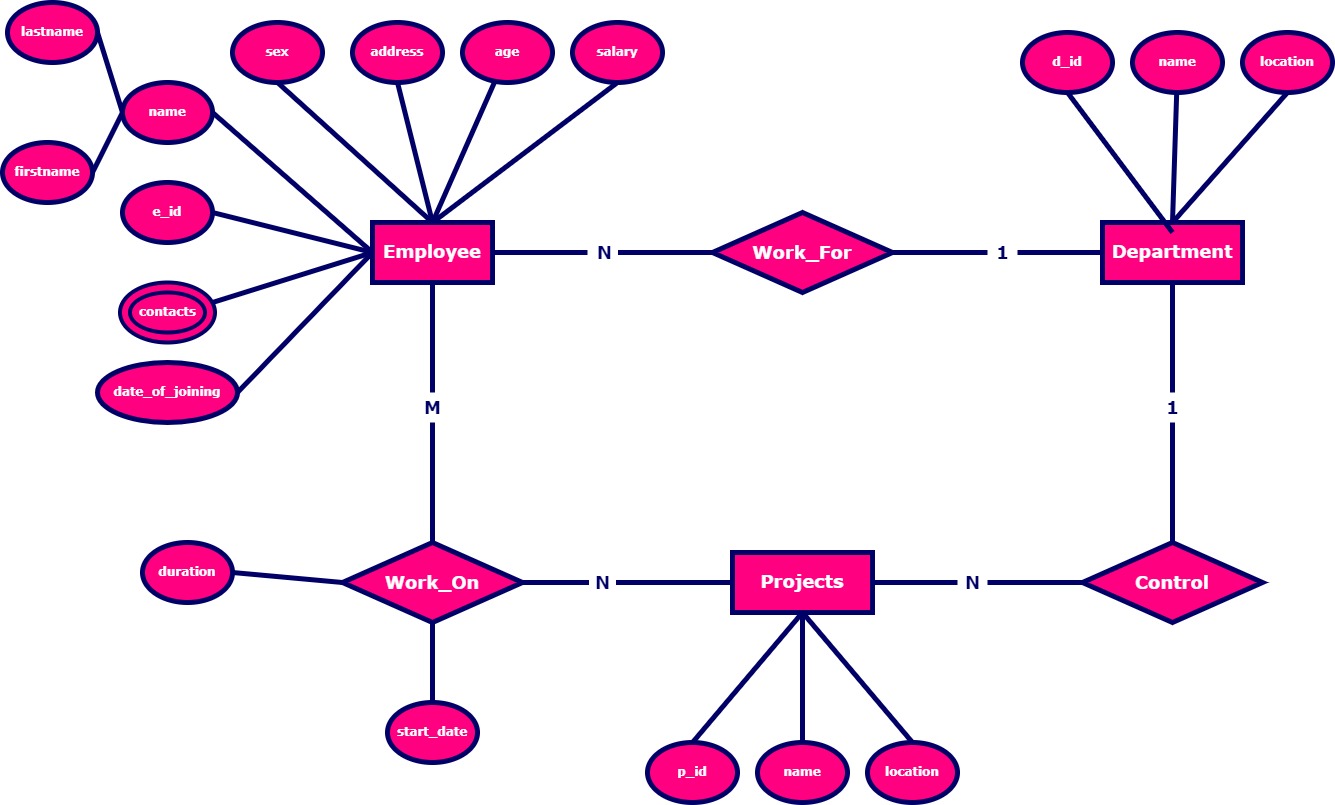 lastname
sex
address
age
salary
d_id
name
location
name
firstname
e_id
Employee
N
Work_For
1
Department
contacts
date_of_joining
M
1
duration
Work_On
N
Projects
N
Control
start_date
p_id
name
location